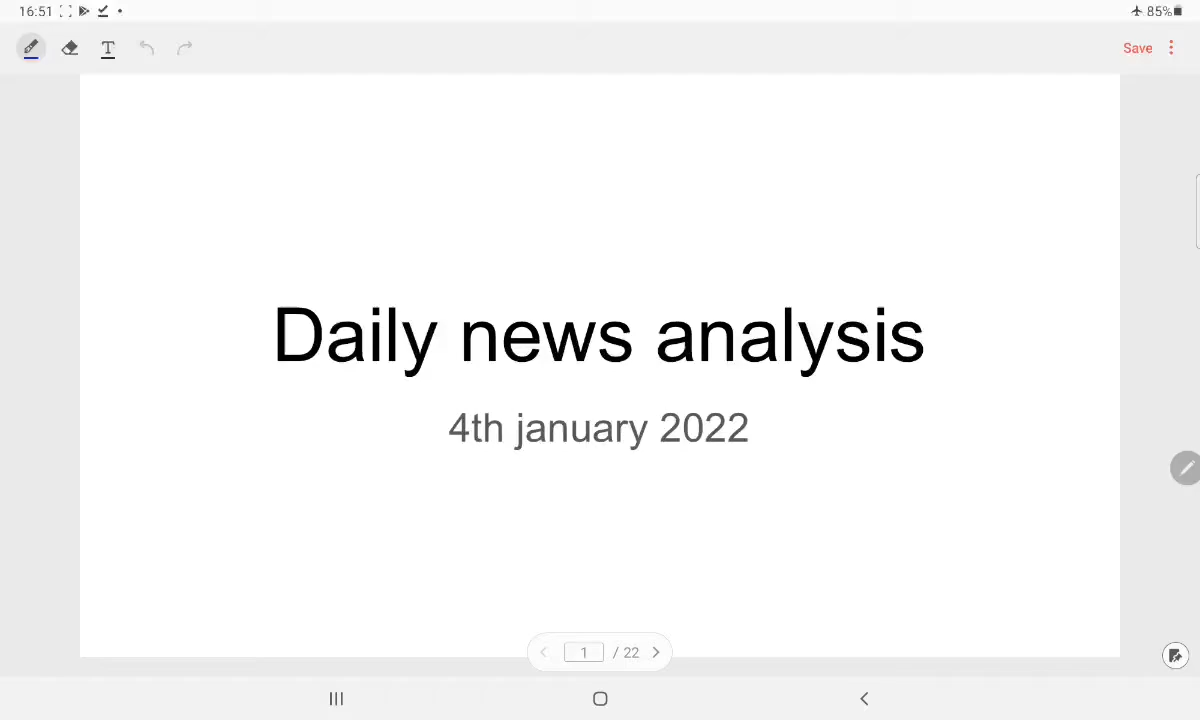 16:51
85%
T
Save
Daily news analysis
4th january 2022
1 / 22